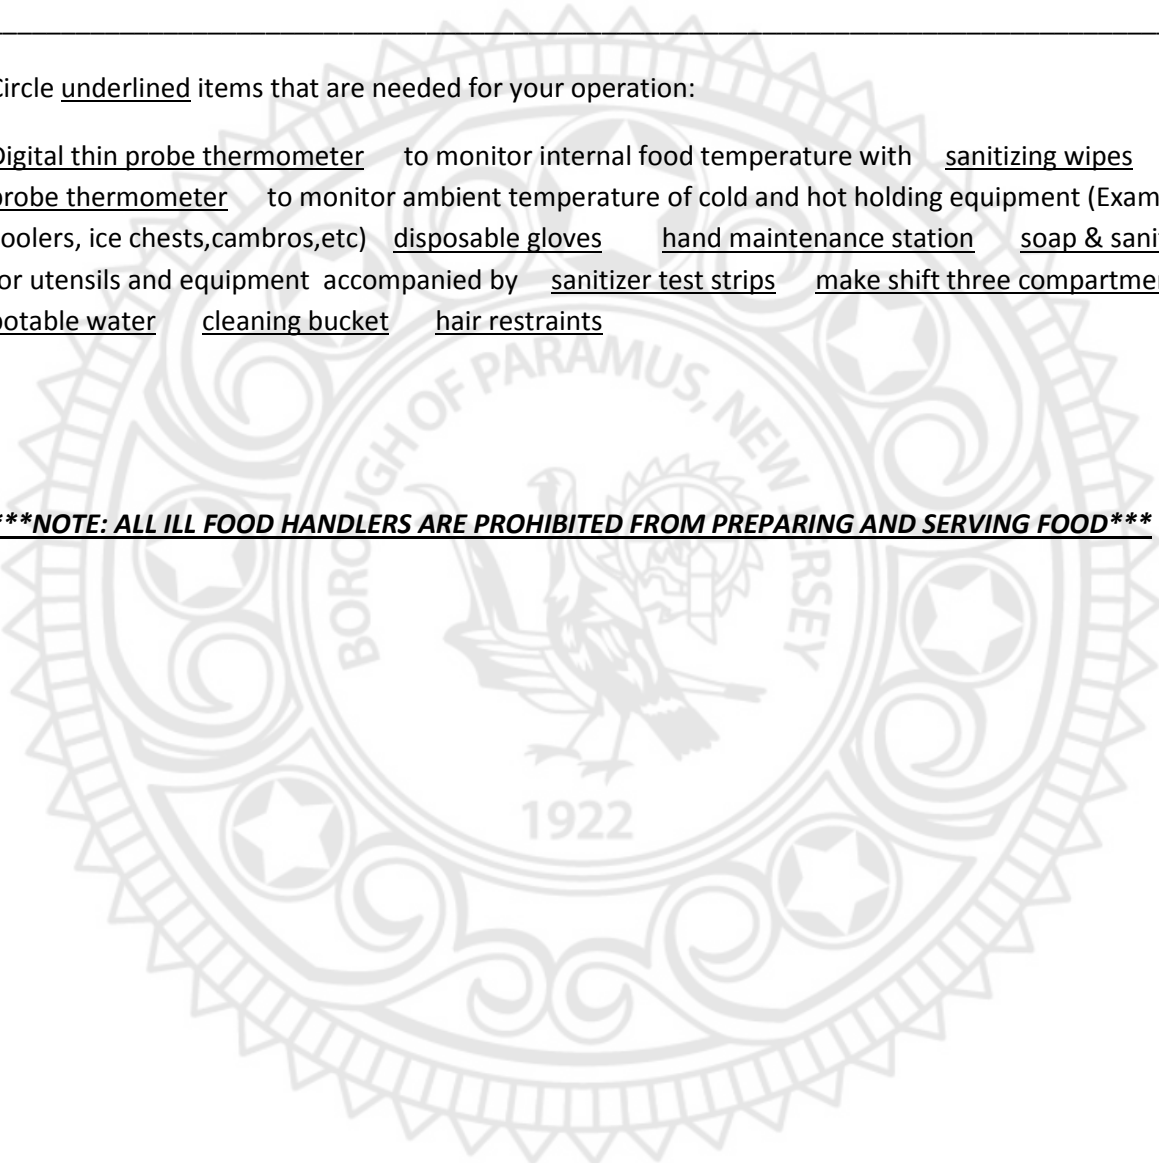 Circle underlined items that are needed for your operation:
Digital thin probe thermometer to monitor internal food temperature with sanitizing wipes
probe thermometer to monitor ambient temperature of cold and hot holding equipment (Exam
coolers, ice chests,cambros,etc) disposable gloves hand maintenance station soap & sani
for utensils and equipment accompanied by sanitizer test strips make shift three compartme
potable water cleaning bucket hair restraints
BOROUGH OF PARAMUS, NEW JERSEY
***NOTE: ALL ILL FOOD HANDLERS ARE PROHIBITED FROM PREPARING AND SERVING FOOD***
1922